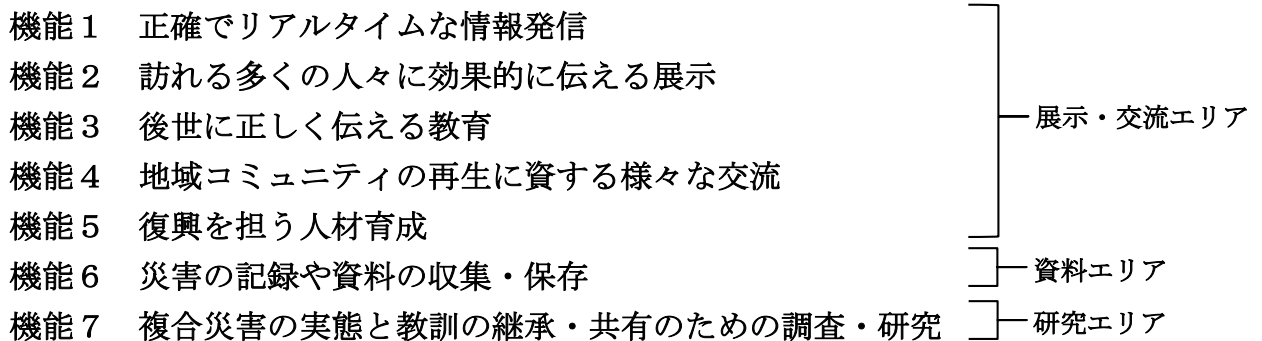 機能１　正確でリアルタイムな情報発信
機能２　訪れる多くの人々に効果的に伝える展示
機能３　後世に正しく伝える教育
機能４　地域コミュニティの再生に資する様々な交流
機能５　復興を担う人材育成
展示・交流エリア
機能６　災害の記録や資料の収集・保存
資料エリア
機能７　複合災害の実態と教訓の継承・共有のための調査・研究
研究エリア